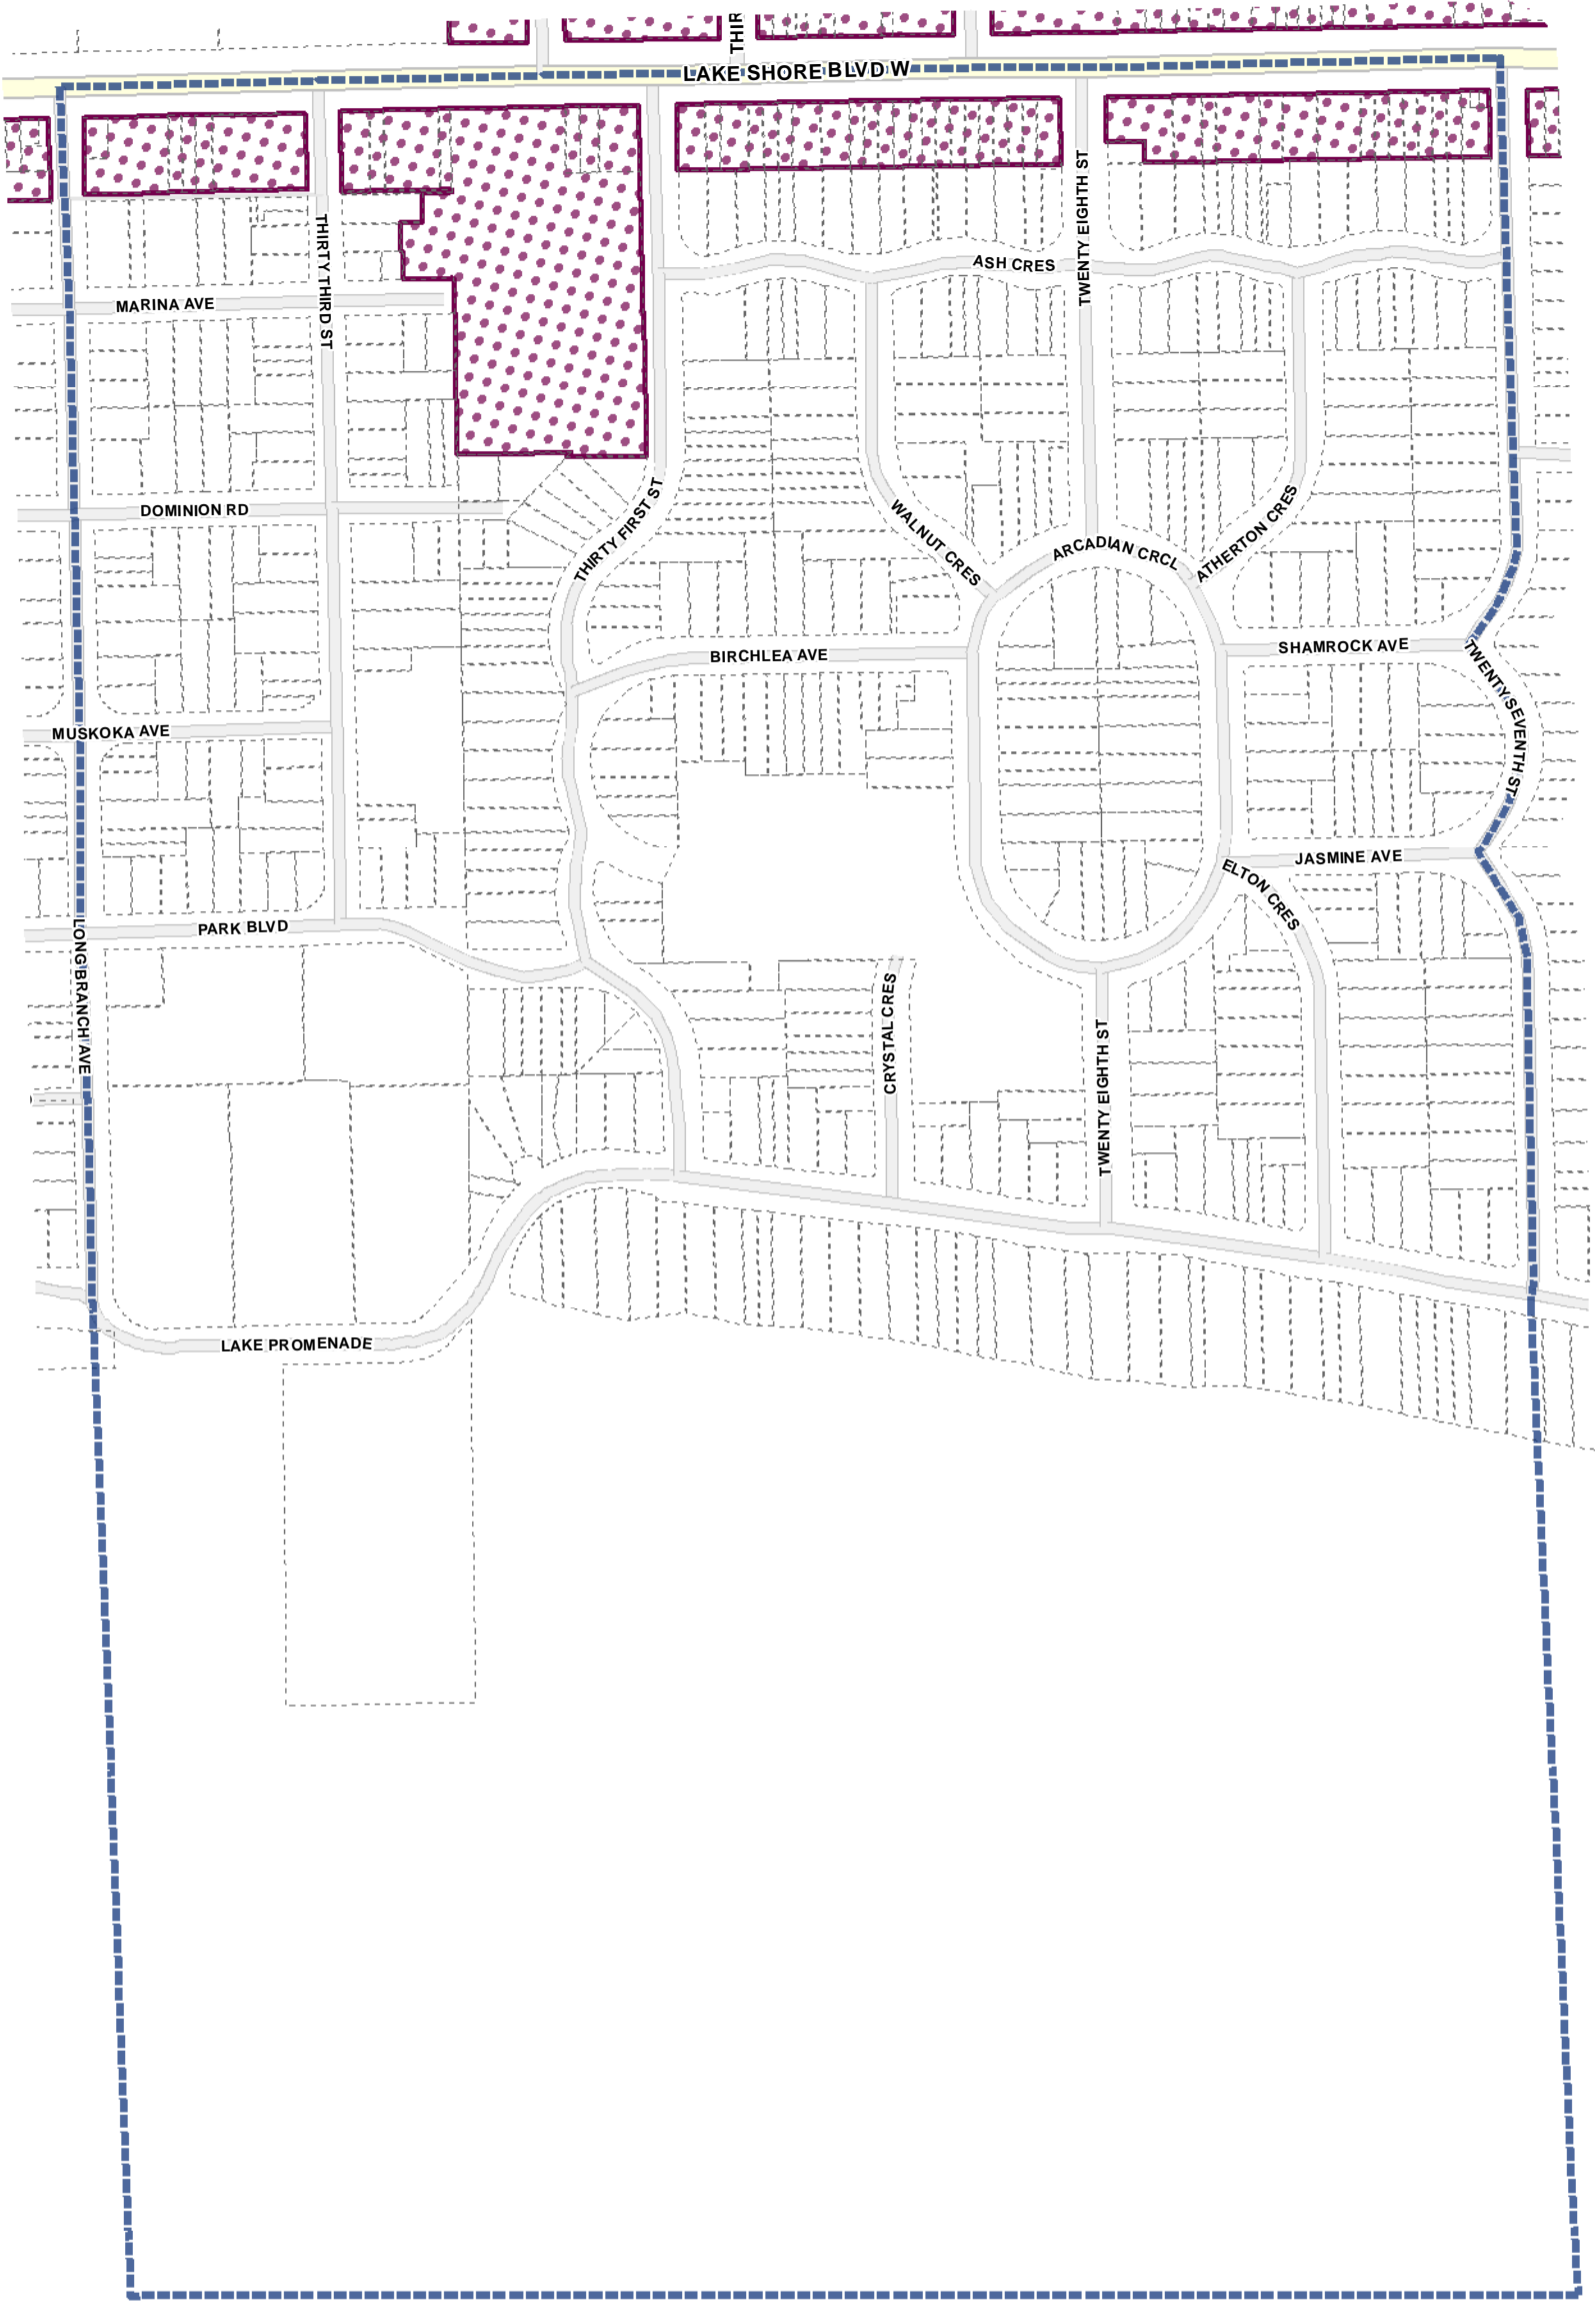 THIR
LAKE SHORE BLVD W
TWENTY EIGHTH ST
THIRTY THIRD ST
ASH CRES
MARINA AVE
DOMINION RD
THIRTY FIRST ST
WALNUT CRES
ARCADIAN CRCL
ATHERTON CRES
BIRCHLEA AVE
SHAMROCK AVE
TWENTY SEVENTH ST
MUSKOKA AVE
JASMINE AVE
ELTON CRES
PARK BLVD
LONG BRANCH AVE
CRYSTAL CRES
TWENTY EIGHTH ST
LAKE PROMENADE